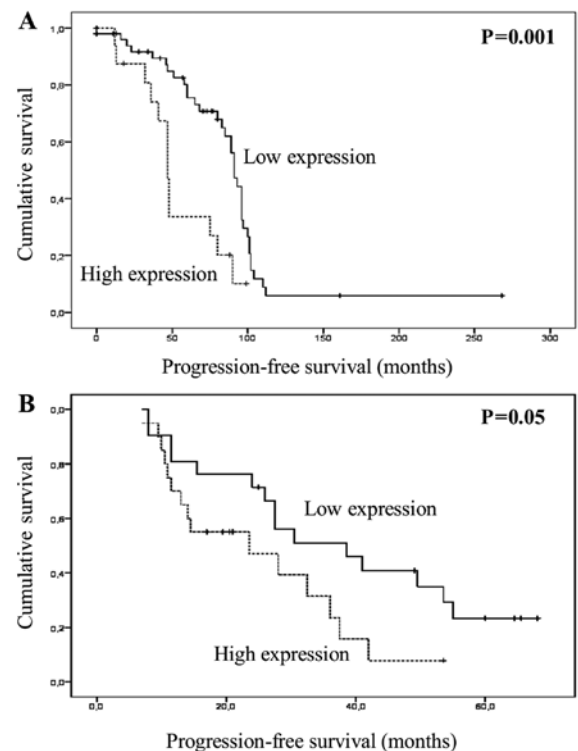 A
P=0.001
1,0
0,8
0,6
0,4
0,2
0,0
Cumulative survival
Low expression
High expression
0
50
100
150
200
250
300
Progression-free survival (months)
B
P=0.05
0,0
0,8
0,6
0,4
0,2
0,0
Cumulative survival
Low expression
High expression
0,0
20,0
40,0
60,0
Progression-free survival (months)